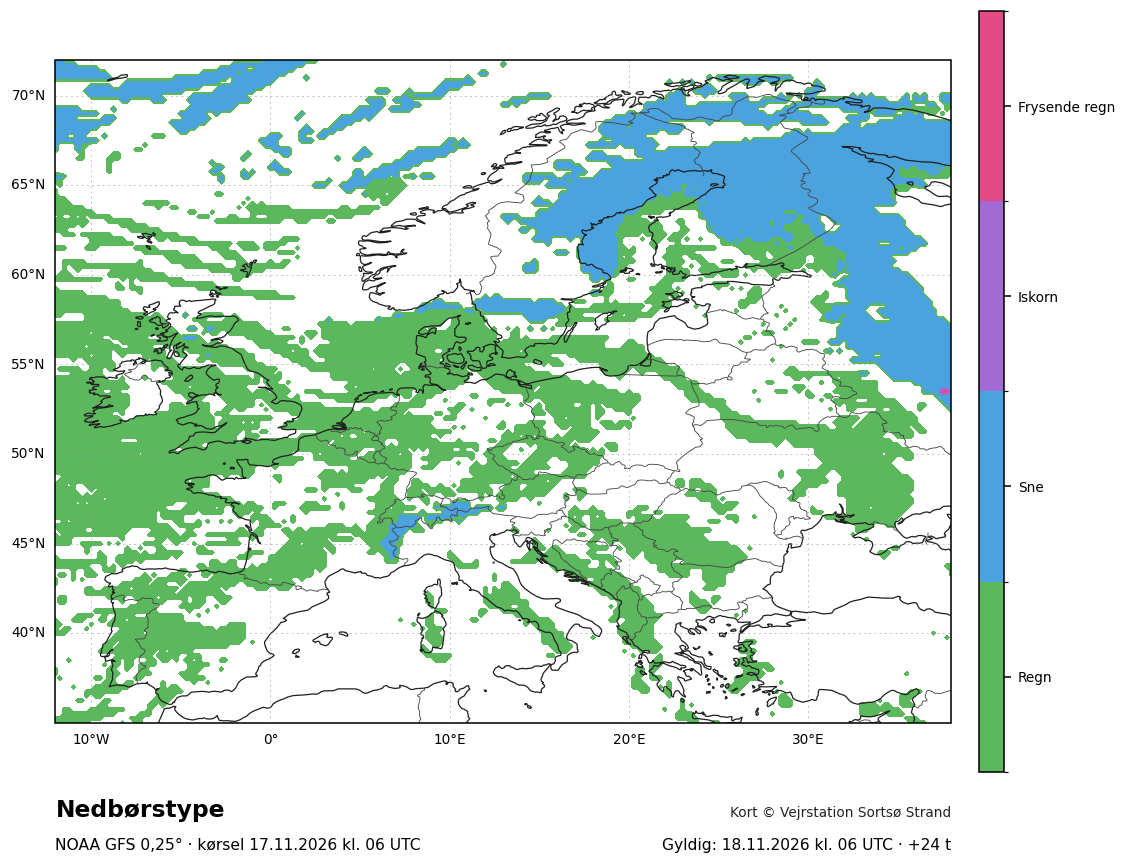 70°N
65°N
60°N
55°N
50°N
45°N
40°N
10°W
0°
10°E
20°E
30°E
Frysende regn
Iskorn
Sne
Regn
Nedbørstype
Kort © Vejrstation Sortsø Strand
NOAA GFS 0,25° · kørsel 17.11.2026 kl. 06 UTC
Gyldig: 18.11.2026 kl. 06 UTC · +24 t